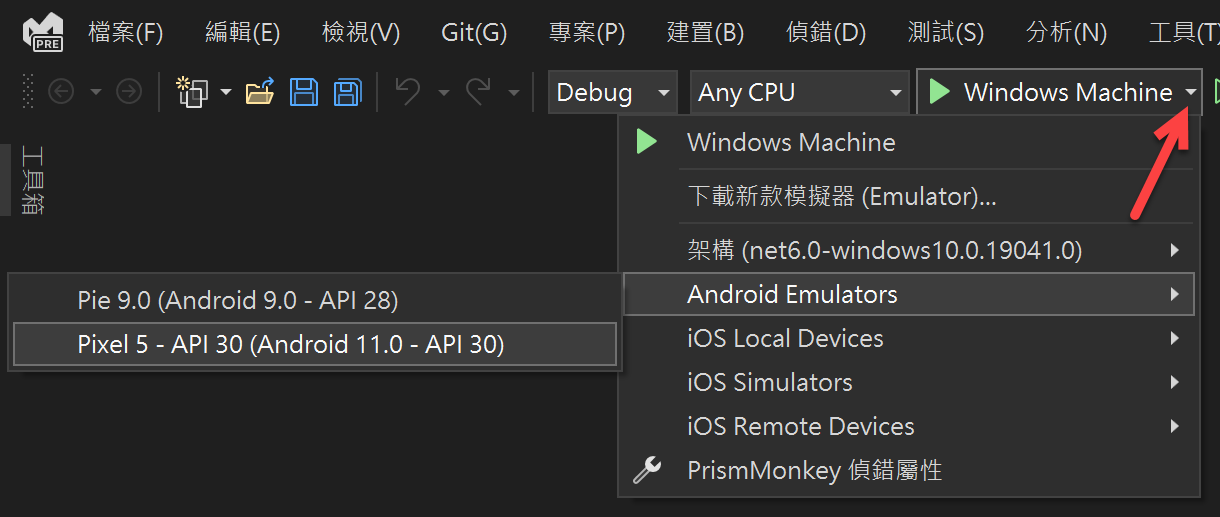 PRE 檔案(F) 編輯(E) 檢視(V) Git(G) 專案(P) 建置(B) 偵錯(D) 測試(S) 分析(N) 工具(T)
Debug Any CPU Windows Machine
工具箱
Windows Machine
下載新款模擬器 (Emulator)...
架構 (net6.0-windows10.0.19041.0)
Android Emulators
Pie 9.0 (Android 9.0 - API 28)
Pixel 5 - API 30 (Android 11.0 - API 30)
iOS Local Devices
iOS Simulators
iOS Remote Devices
PrismMonkey 偵錯屬性